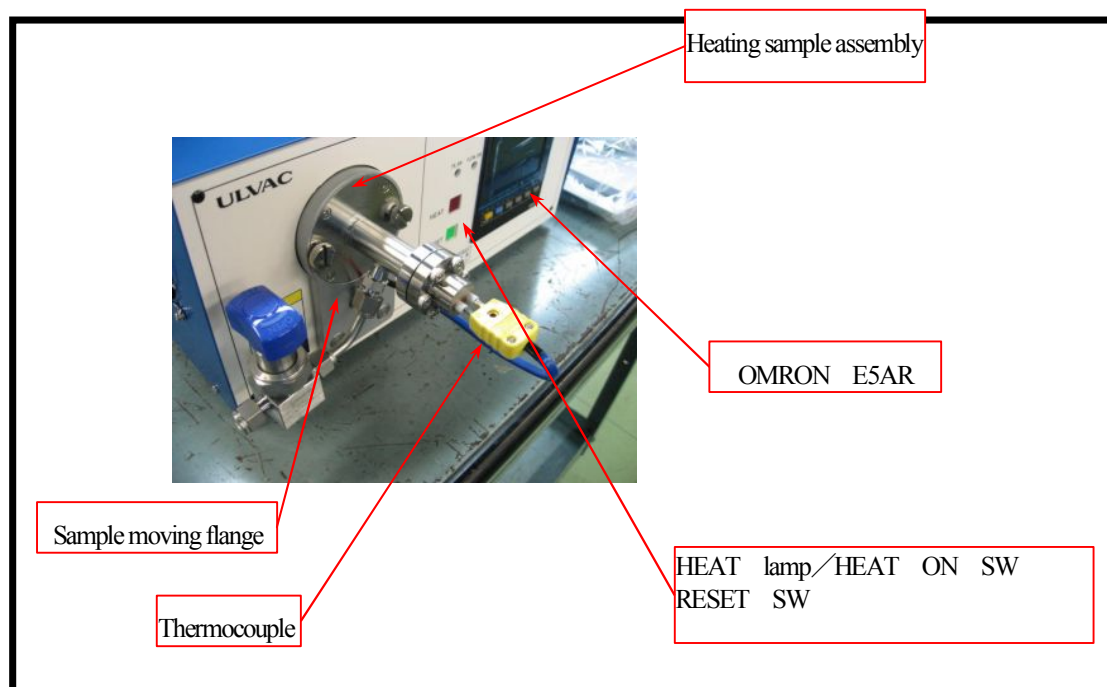 Heating sample assembly
ULVAC
HEAT
OMRON E5AR
Sample moving flange
HEAT lamp／HEAT ON SW
RESET SW
Thermocouple